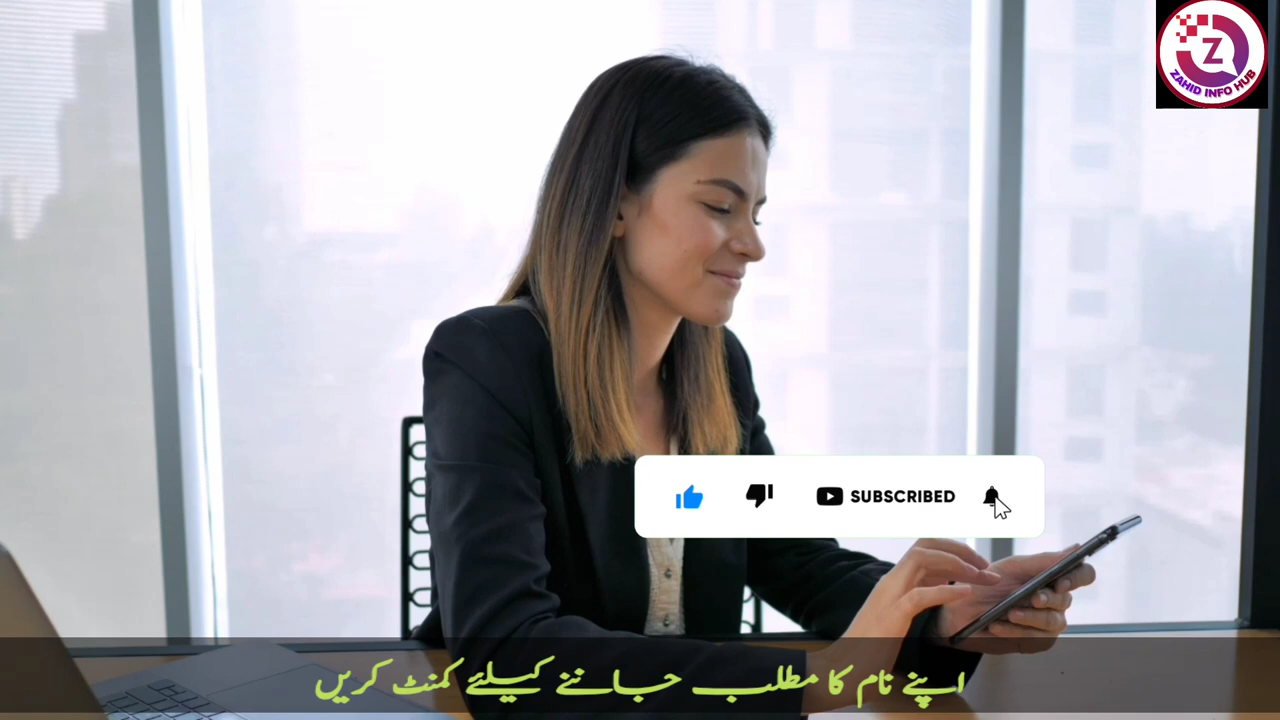 Z
ZAHID INFO HUB
SUBSCRIBED
اپنے نام کا مطلب جاننے کیلئے کمنٹ کریں